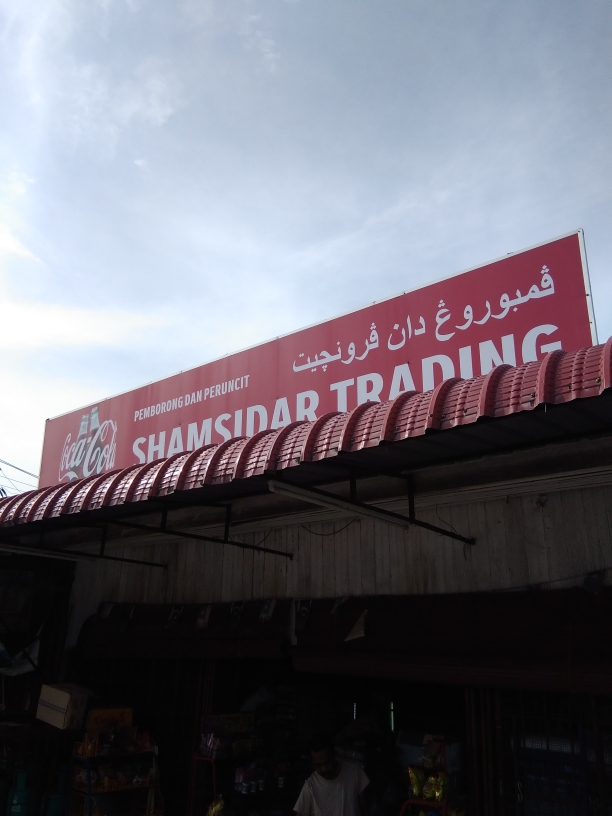 ڤمبوروڠ دان ڤرونچيت
PEMBORONG DAN PERUNCIT
SHAMSIDAR TRADING
Coca-Cola